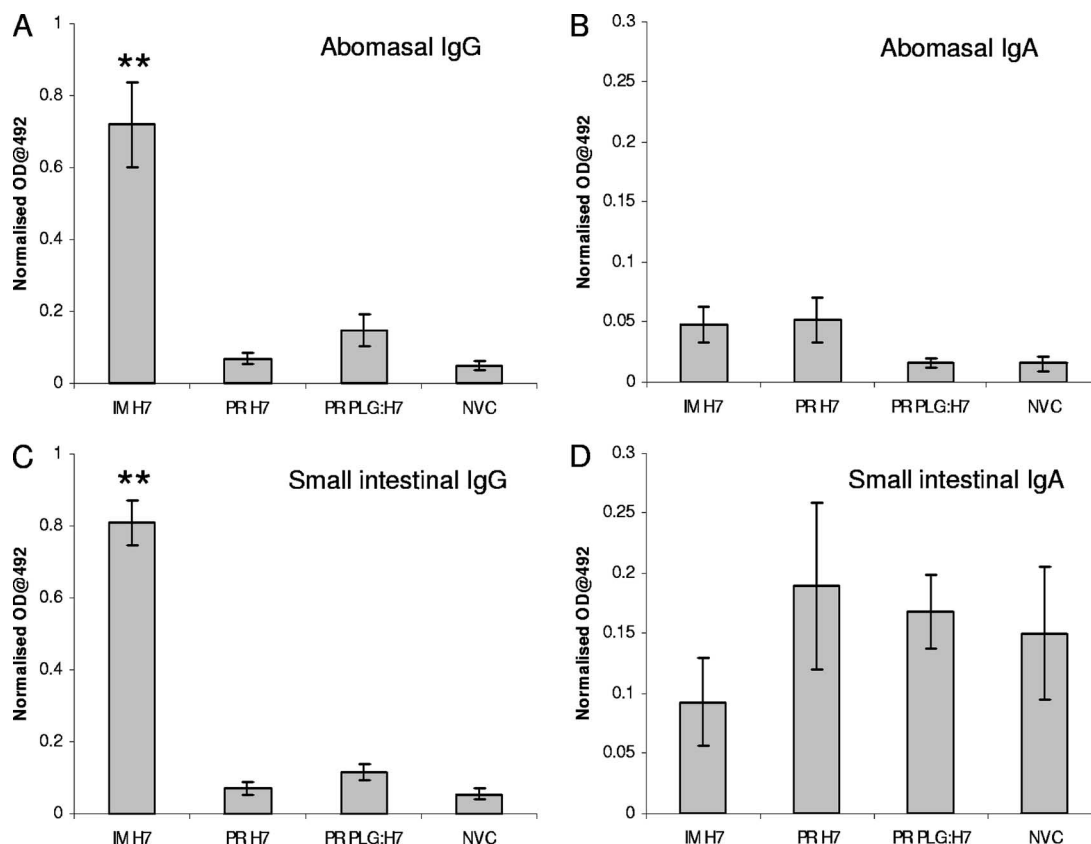 A
Abomasal IgG
**
Normalised OD@492
1
0.8
0.6
0.4
0.2
0
IM H7
PR H7
PR PLG:H7
NVC
B
Abomasal IgA
Normalised OD@492
0.3
0.25
0.2
0.15
0.1
0.05
0
IM H7
PR H7
PR PLG:H7
NVC
C
Small intestinal IgG
**
Normalised OD@492
1
0.8
0.6
0.4
0.2
0
IM H7
PR H7
PR PLG:H7
NVC
D
Small intestinal IgA
Normalised OD@492
0.3
0.25
0.2
0.15
0.1
0.05
0
IM H7
PR H7
PR PLG:H7
NVC